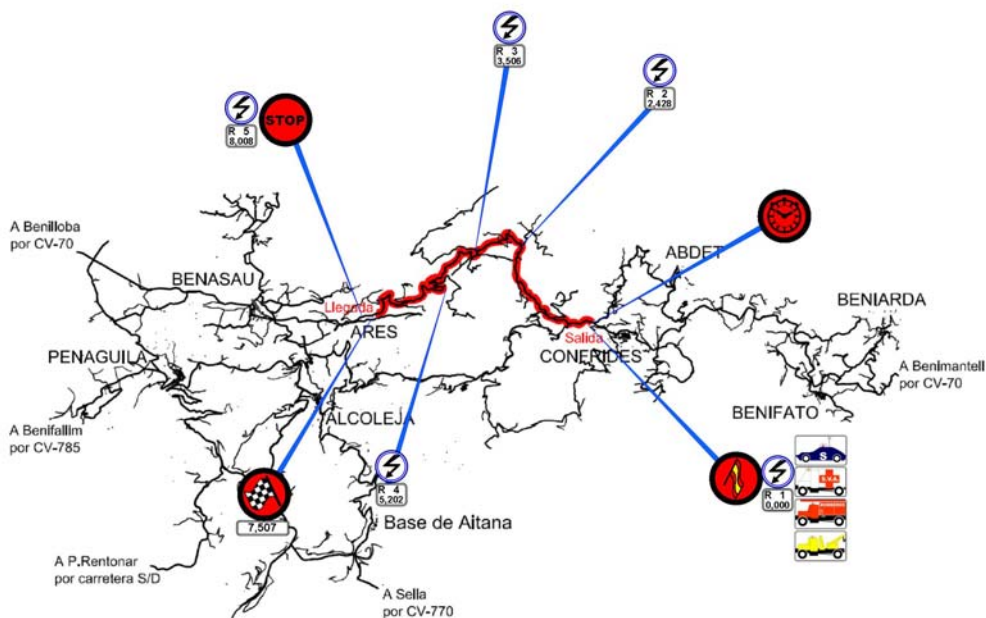 R 3
3,506
R 2
2,428
R 5
8,008
STOP
A Benilloba
por CV-70
BENASAU
ABDET
BENIARDA
Llegada
ARES
Salida
CONFRIDES
PENAGUILA
A Benimantell
por CV-70
BENIFATO
ALCOLEJA
A Benifallim
por CV-785
S
R 4
5,202
R 1
0,000
7,507
Base de Aitana
A P.Rentonar
por carretera S/D
A Sella
por CV-770